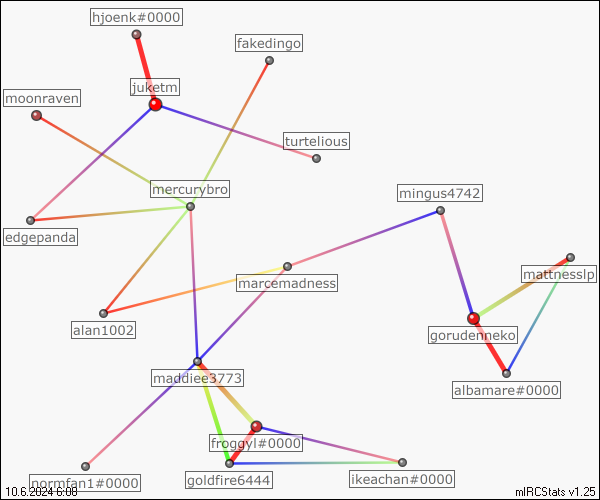 hjoenk#0000
fakedingo
juketm
moonraven
turtelious
mercurybro
mingus4742
edgepanda
mattnesslp
marcemadness
alan1002
gorudenneko
maddiee3773
albamare#0000
froggyl#0000
normfan1#0000
goldfire6444
ikeachan#0000
10.6.2024 6:08
mIRCStats v1.25